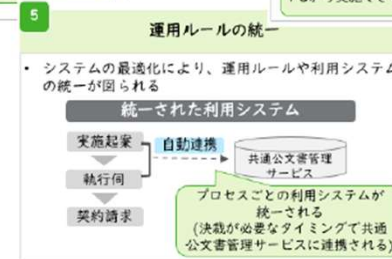 5
運用ルールの統一
・ システムの最適化により、運用ルールや利用システム
の統一が図られる
統一された利用システム
実施起案
自動連携
共通公文書管理
サービス
執行伺
契約請求
プロセスごとの利用システムが
統一される
(決裁が必要なタイミングで共通
公文書管理サービスに連携される)